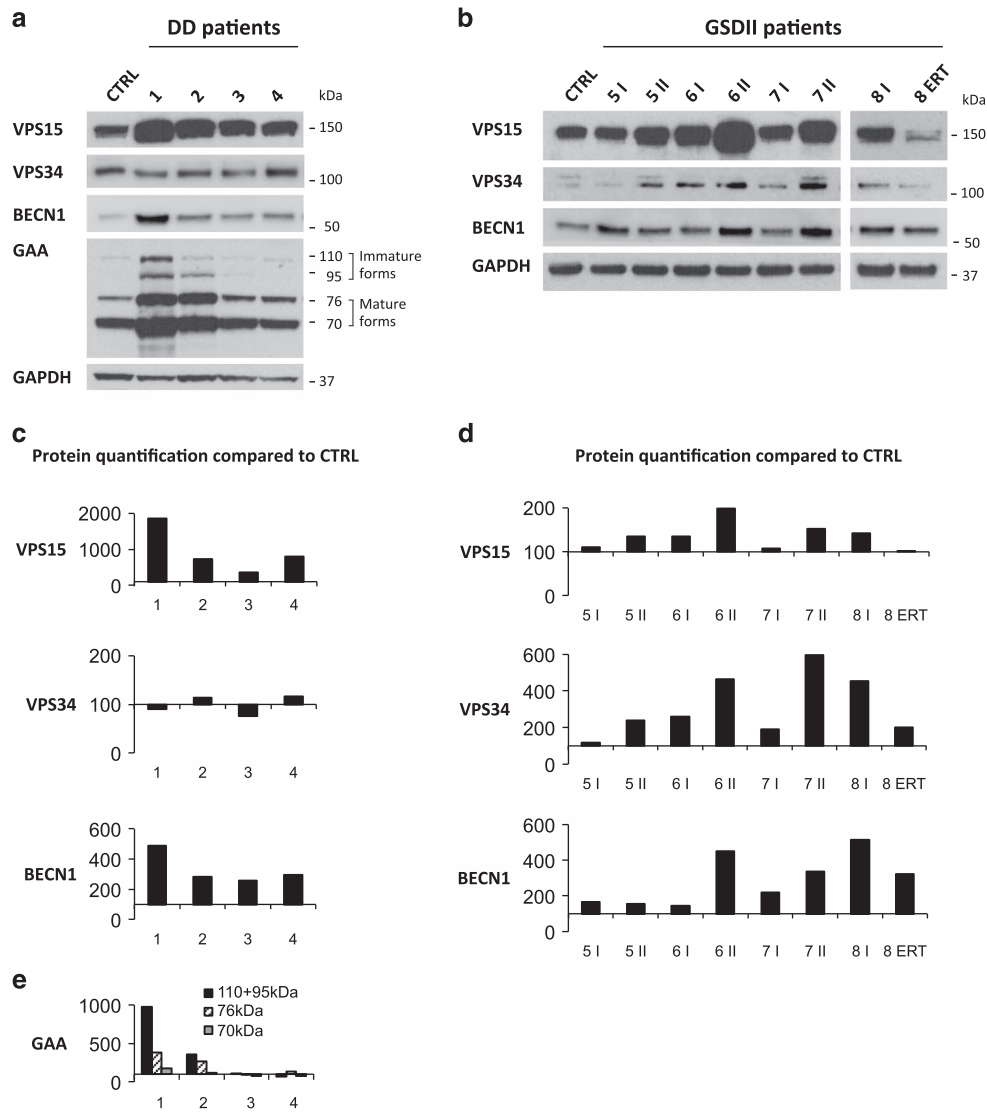 a
DD patients
CTRL 1 2 3 4
kDa
VPS15
- 150
VPS34
- 100
BECN1
- 50
GAA
- 110
- 95
Immature forms
- 76
- 70
Mature forms
GAPDH
- 37
b
GSDII patients
CTRL 5 I 5 II 6 I 6 II 7 I 7 II 8 I 8 ERT
kDa
VPS15
- 150
VPS34
- 100
BECN1
- 50
GAPDH
- 37
c
Protein quantification compared to CTRL
VPS15
2000
1000
0
1 2 3 4
VPS34
200
100
0
1 2 3 4
BECN1
600
400
200
0
1 2 3 4
d
Protein quantification compared to CTRL
VPS15
200
100
0
5 I 5 II 6 I 6 II 7 I 7 II 8 I 8 ERT
VPS34
600
400
200
0
5 I 5 II 6 I 6 II 7 I 7 II 8 I 8 ERT
BECN1
600
400
200
0
5 I 5 II 6 I 6 II 7 I 7 II 8 I 8 ERT
e
110+95kDa
76kDa
70kDa
GAA
1000
500
0
1 2 3 4